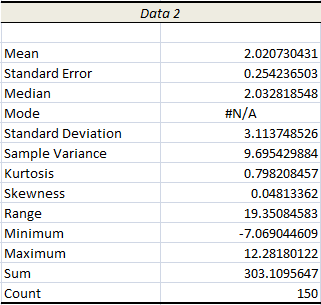 Data 2
Mean 2.020730431
Standard Error 0.254236503
Median 2.032818548
Mode #N/A
Standard Deviation 3.113748526
Sample Variance 9.695429884
Kurtosis 0.798208457
Skewness 0.04813362
Range 19.35084583
Minimum -7.069044609
Maximum 12.28180122
Sum 303.1095647
Count 150